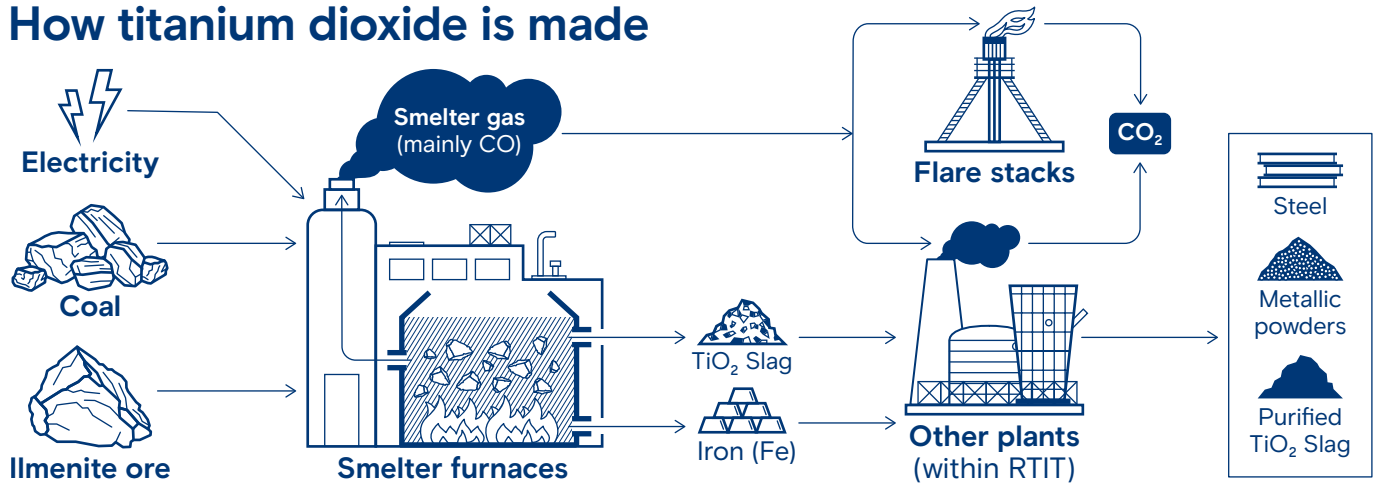 How titanium dioxide is made
Electricity
Coal
Ilmenite ore
Smelter gas
(mainly CO)
Smelter furnaces
TiO₂ Slag
Iron (Fe)
Flare stacks
CO₂
Other plants
(within RTIT)
Steel
Metallic
powders
Purified
TiO₂ Slag